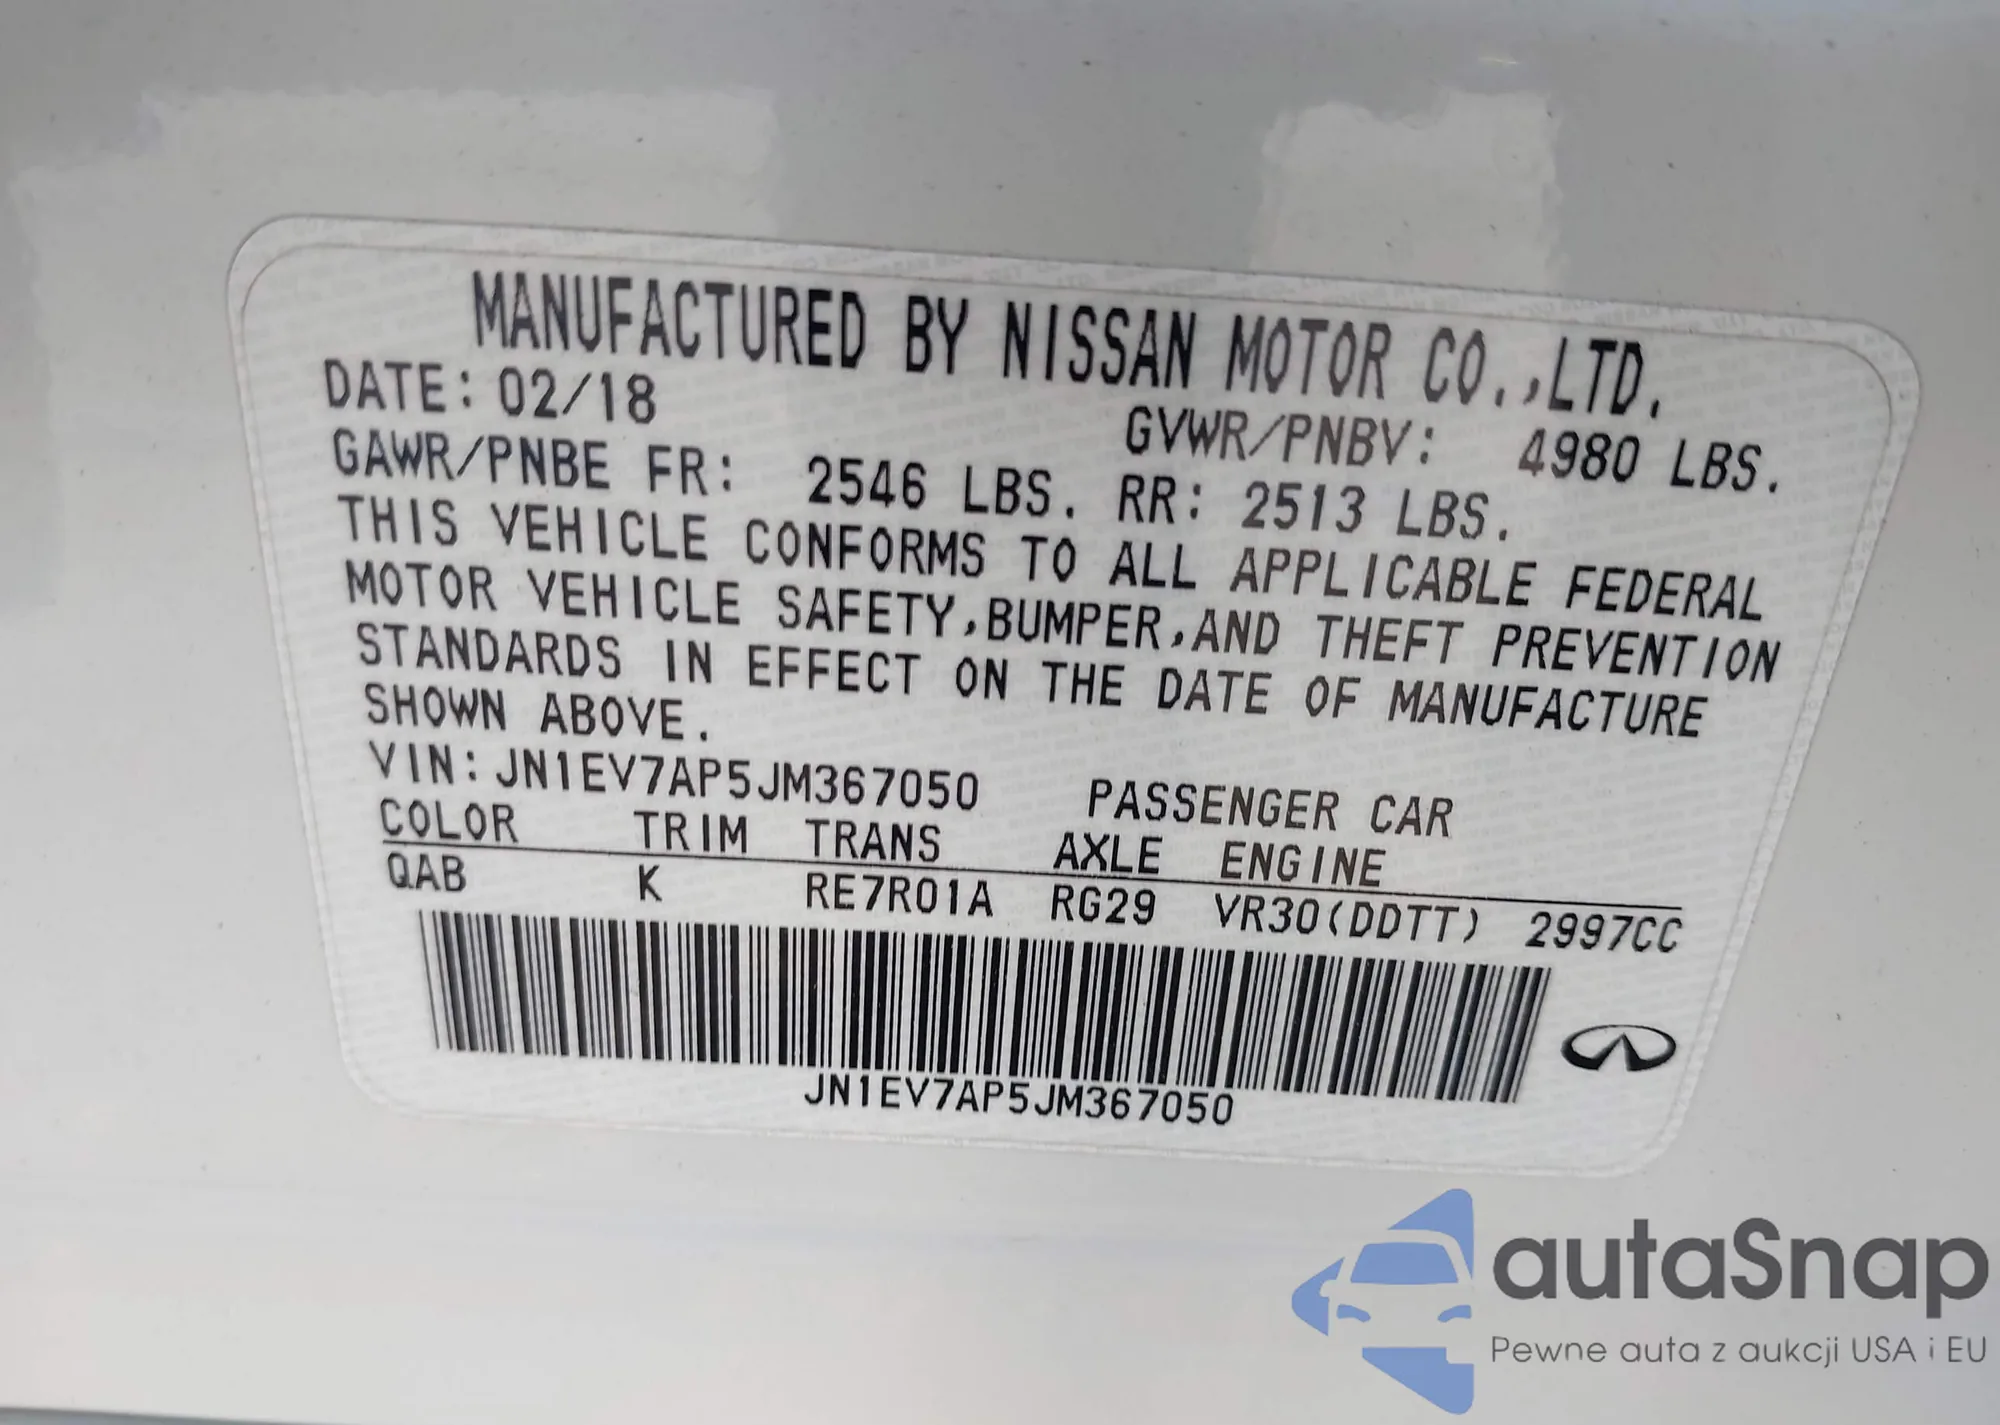 MANUFACTURED BY NISSAN MOTOR CO.,LTD.
DATE: 02/18 GVWR/PNBV: 4980 LBS.
GAWR/PNBE FR: 2546 LBS. RR: 2513 LBS.
THIS VEHICLE CONFORMS TO ALL APPLICABLE FEDERAL
MOTOR VEHICLE SAFETY,BUMPER,AND THEFT PREVENTION
STANDARDS IN EFFECT ON THE DATE OF MANUFACTURE
SHOWN ABOVE.
VIN: JN1EV7AP5JM367050 PASSENGER CAR
COLOR TRIM TRANS AXLE ENGINE
QAB K RE7R01A RG29 VR30(DDTT) 2997CC
JN1EV7AP5JM367050
autaSnap
Pewne auta z aukcji USA i EU